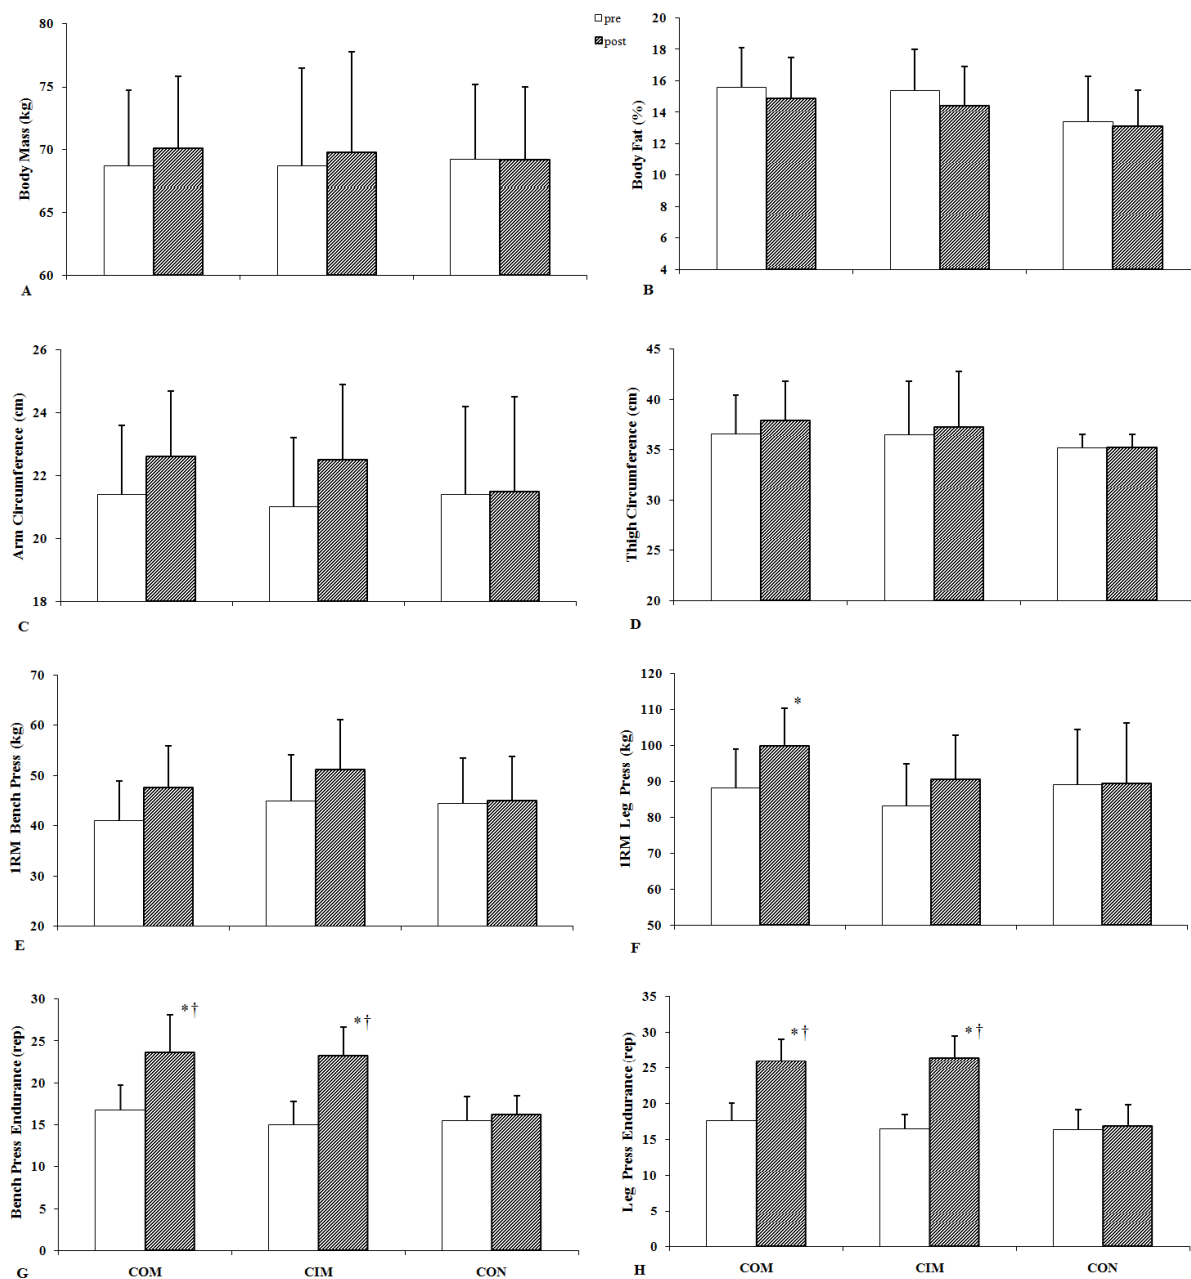 pre
post
80
75
70
65
60
Body Mass (kg)
A
20
18
16
14
12
10
8
6
4
Body Fat (%)
B
26
24
22
20
18
Arm Circumference (cm)
C
45
40
35
30
25
20
Thigh Circumference (cm)
D
70
60
50
40
30
20
1RM Bench Press (kg)
E
120
110
100
90
80
70
60
50
1RM Leg Press (kg)
*
F
30
25
20
15
10
5
0
Bench Press Endurance (rep)
*†
*†
COM
CIM
CON
G
35
30
25
20
15
10
5
0
Leg Press Endurance (rep)
*†
*†
COM
CIM
CON
H